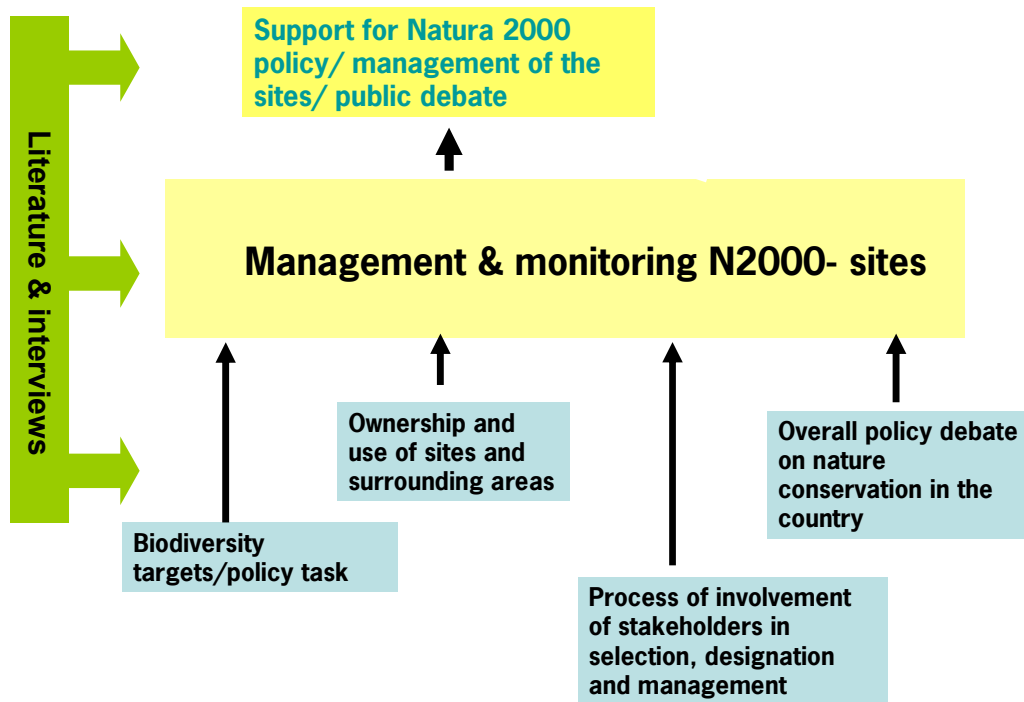 Support for Natura 2000
policy/ management of the
sites/ public debate
Literature & interviews
Management & monitoring N2000- sites
Ownership and
use of sites and
surrounding areas
Overall policy debate
on nature
conservation in the
country
Biodiversity
targets/policy task
Process of involvement
of stakeholders in
selection, designation
and management